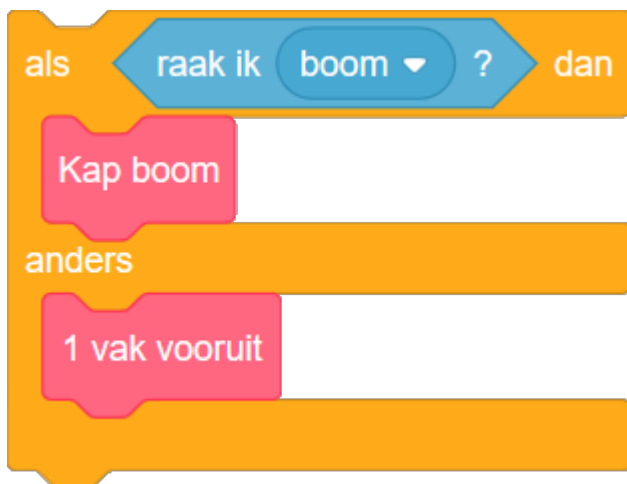 als raak ik boom ? dan
Kap boom
anders
1 vak vooruit